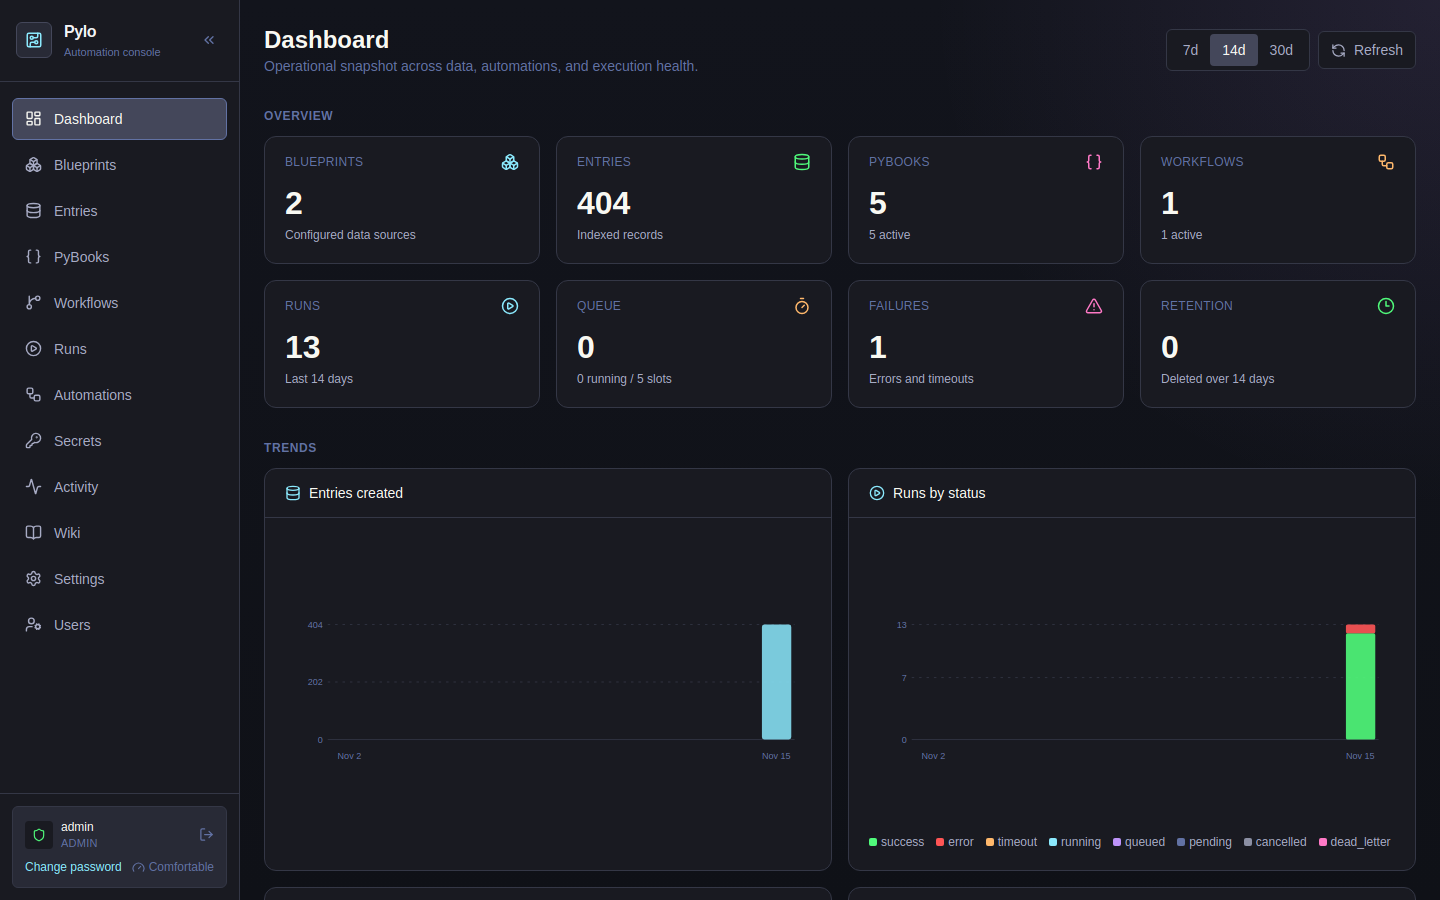 Pylo
Automation console
Dashboard
Blueprints
Entries
PyBooks
Workflows
Runs
Automations
Secrets
Activity
Wiki
Settings
Users
admin
ADMIN
Change password
Comfortable
Dashboard
Operational snapshot across data, automations, and execution health.
7d 14d 30d Refresh
OVERVIEW
BLUEPRINTS
2
Configured data sources
ENTRIES
404
Indexed records
PYBOOKS
5
5 active
WORKFLOWS
1
1 active
RUNS
13
Last 14 days
QUEUE
0
0 running / 5 slots
FAILURES
1
Errors and timeouts
RETENTION
0
Deleted over 14 days
TRENDS
Entries created
404
202
0
Nov 2 Nov 15
Runs by status
13
7
0
Nov 2 Nov 15
success error timeout running queued pending cancelled dead_letter